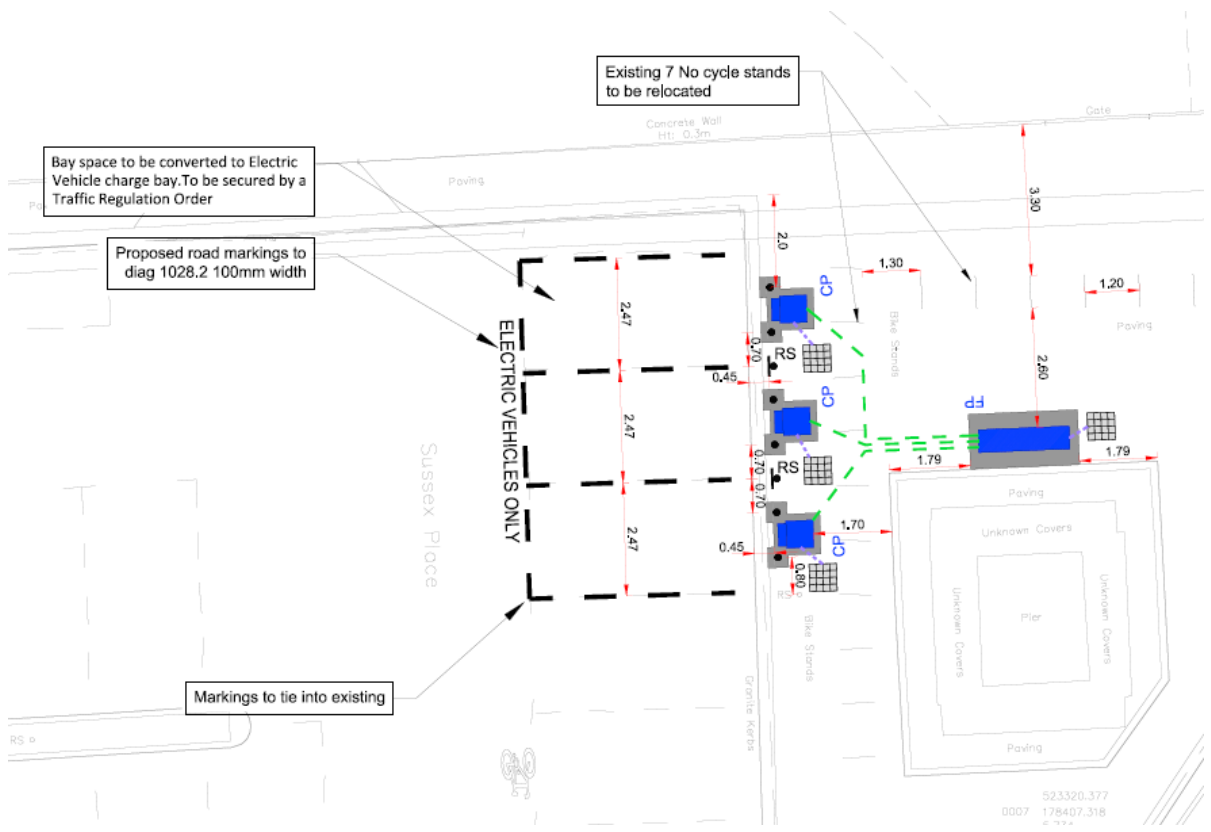 Existing 7 No cycle stands
to be relocated
Concrete Wall
Ht: 0.3m
Gate
Bay space to be converted to Electric
Vehicle charge bay.To be secured by a
Traffic Regulation Order
Paving
Proposed road markings to
diag 1028.2 100mm width
2.0
3.30
1.30
1.20
CP
2.47
Bike Stands
Paving
0.70
RS
2.60
ELECTRIC VEHICLES ONLY
0.45
CP
FP
2.47
Sussex Place
0.70
RS
1.79
1.79
0.70
Paving
Unknown Covers
2.47
1.70
CP
0.45
0.80
RS
Unknown Covers
Pier
Unknown Covers
Bike Stands
Markings to tie into existing
Granite Kerbs
RS
Paving
523320.377
0007 178407.318